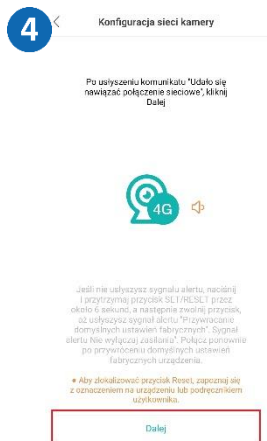 4
Konfiguracja sieci kamery
Po usłyszeniu komunikatu "Udało się
nawiązać połączenie sieciowe", kliknij
Dalej
4G
Jeśli nie usłyszysz sygnału alertu, naciśnij
i przytrzymaj przycisk SET/RESET przez
około 6 sekund, a następnie zwolnij przycisk,
aż usłyszysz sygnał alertu "Przywracanie
domyślnych ustawień fabrycznych". Sygnał
alertu Nie wyłączaj zasilania". Połącz ponownie
po przywróceniu domyślnych ustawień
fabrycznych urządzenia.
• Aby zlokalizować przycisk Reset, zapoznaj się
z oznaczeniem na urządzeniu lub podręcznikiem
użytkownika.
Dalej